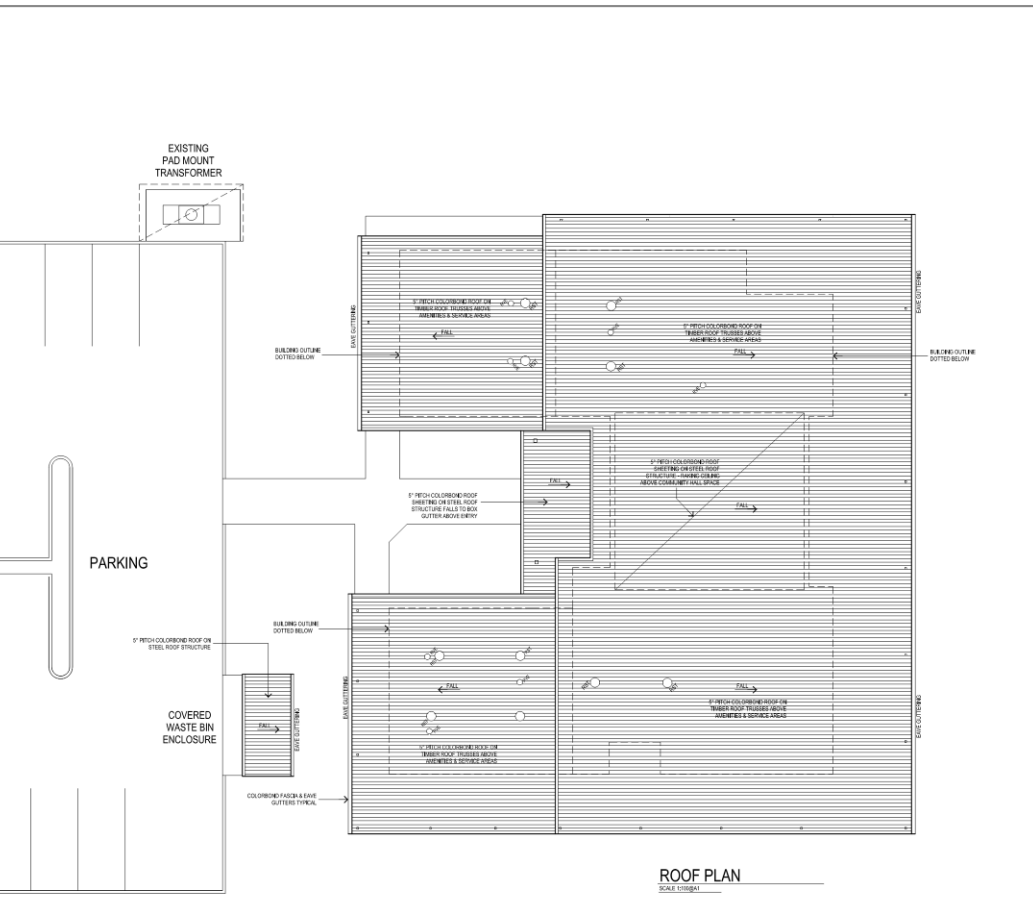 EXISTING
PAD MOUNT
TRANSFORMER
EAVE GUTTERING
5° PITCH COLORBOND ROOF ON
TIMBER ROOF TRUSSES ABOVE
AMENITIES & SERVICE AREAS
FALL
EAVE GUTTERING
5° PITCH COLORBOND ROOF ON
TIMBER ROOF TRUSSES ABOVE
AMENITIES & SERVICE AREAS
FALL
BUILDING OUTLINE
DOTTED BELOW
BUILDING OUTLINE
DOTTED BELOW
5° PITCH COLORBOND ROOF
SHEETING ON STEEL ROOF
STRUCTURE - RAKING CEILING
ABOVE COMMUNITY HALL SPACE
FALL
FALL
5° PITCH COLORBOND ROOF
SHEETING ON STEEL ROOF
STRUCTURE FALLS TO BOX
GUTTER ABOVE ENTRY
PARKING
BUILDING OUTLINE
DOTTED BELOW
5° PITCH COLORBOND ROOF ON
STEEL ROOF STRUCTURE
EAVE GUTTERING
FALL
FALL
5° PITCH COLORBOND ROOF ON
TIMBER ROOF TRUSSES ABOVE
AMENITIES & SERVICE AREAS
EAVE GUTTERING
COVERED
WASTE BIN
ENCLOSURE
FALL
EAVE GUTTERING
5° PITCH COLORBOND ROOF ON
TIMBER ROOF TRUSSES ABOVE
AMENITIES & SERVICE AREAS
COLORBOND FASCIA & EAVE
GUTTERS TYPICAL
ROOF PLAN
SCALE 1:100@A1